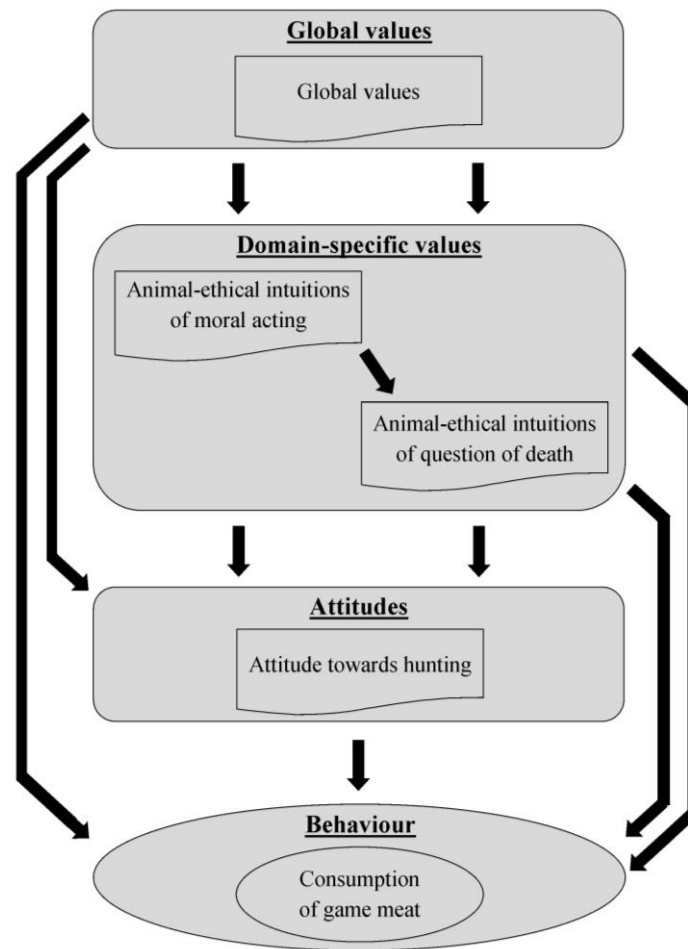 Global values
Global values
Domain-specific values
Animal-ethical intuitions
of moral acting
Animal-ethical intuitions
of question of death
Attitudes
Attitude towards hunting
Behaviour
Consumption
of game meat